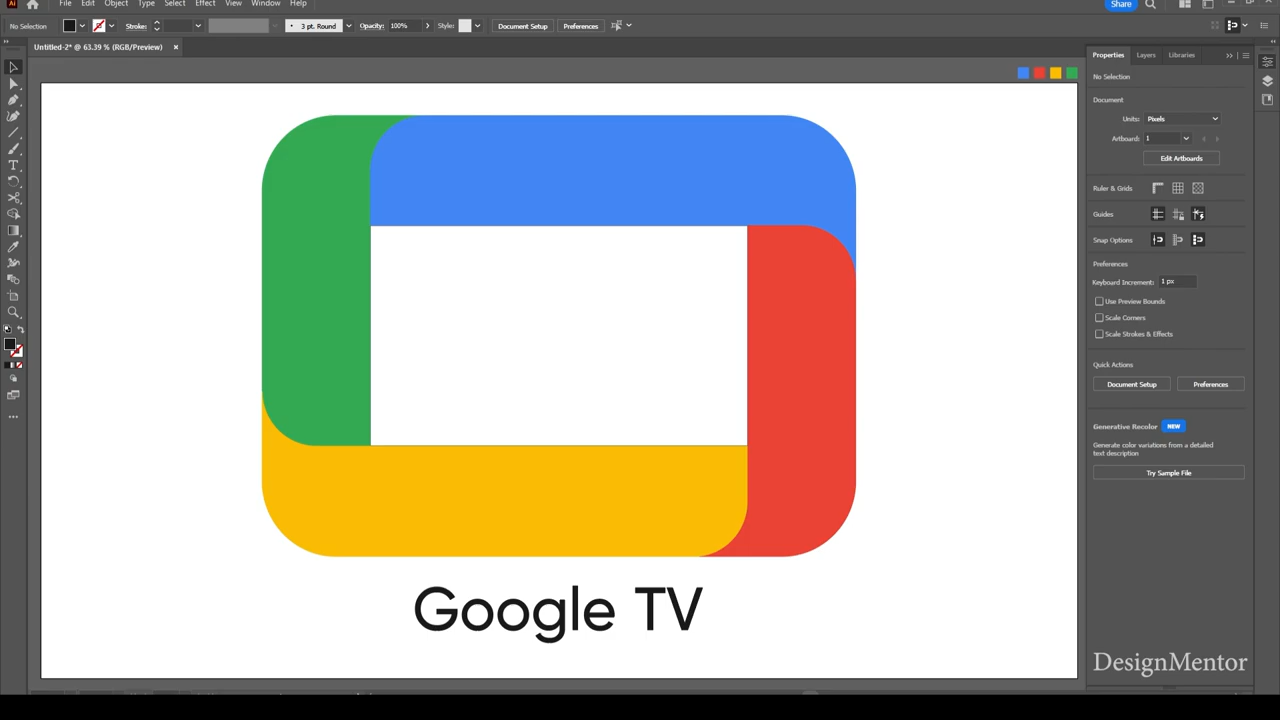 Ai File Edit Object Type Select Effect View Window Help Share
No Selection Stroke: 3 pt. Round Opacity: 100% Style: Document Setup Preferences
Untitled-2* @ 63.39 % (RGB/Preview) ×
Properties Layers Libraries
No Selection
Document
Units: Pixels
Artboard: 1
Edit Artboards
Ruler & Grids
Guides
Snap Options
Preferences
Keyboard Increment: 1 px
Use Preview Bounds
Scale Corners
Scale Strokes & Effects
Quick Actions
Document Setup Preferences
Generative Recolor NEW
Generate color variations from a detailed
text description
Try Sample File
Google TV
DesignMentor